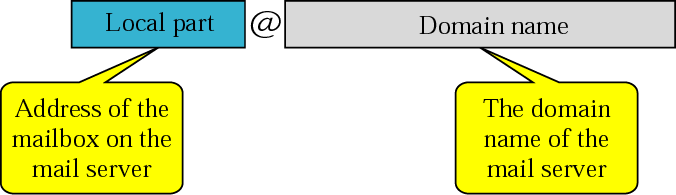 Local part @ Domain name
Address of the
mailbox on the
mail server
The domain
name of the
mail server